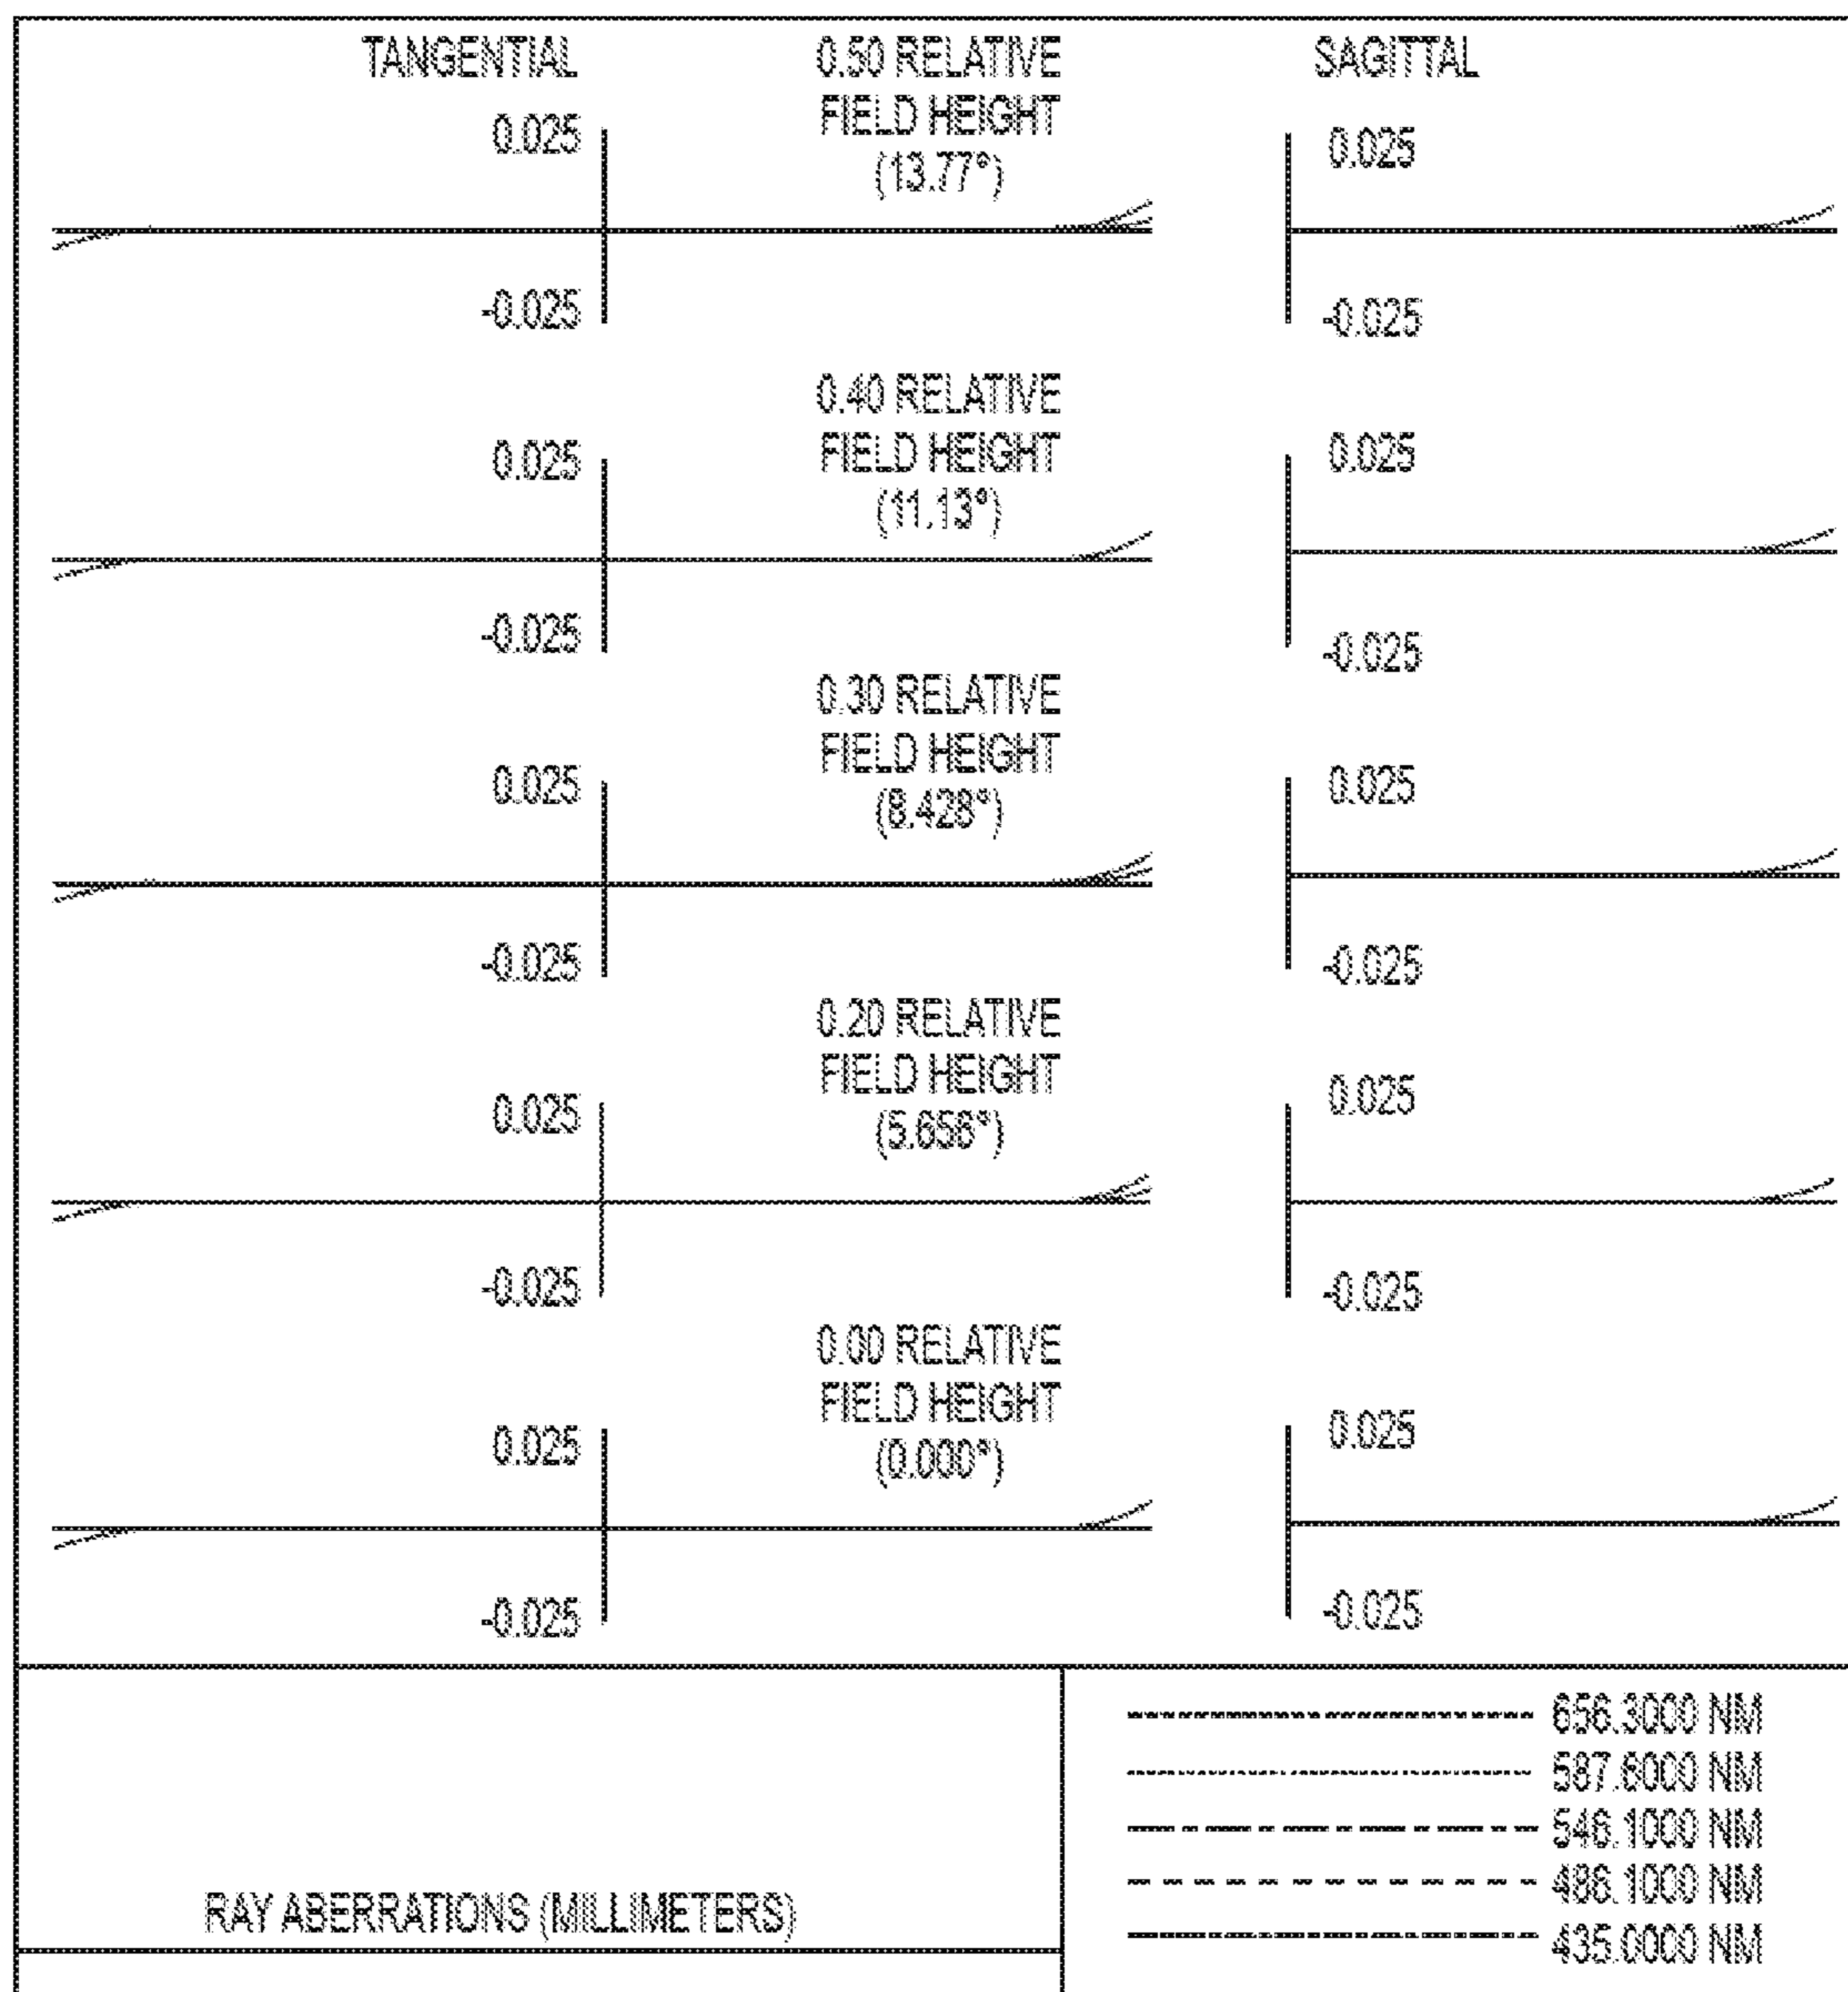 TANGENTIAL
0.50 RELATIVE
FIELD HEIGHT
(13.77°)
SAGITTAL
0.025
0.025
-0.025
-0.025
0.40 RELATIVE
FIELD HEIGHT
(11.13°)
0.025
0.025
-0.025
-0.025
0.30 RELATIVE
FIELD HEIGHT
(8.428°)
0.025
0.025
-0.025
-0.025
0.20 RELATIVE
FIELD HEIGHT
(5.656°)
0.025
0.025
-0.025
-0.025
0.00 RELATIVE
FIELD HEIGHT
(0.000°)
0.025
0.025
-0.025
-0.025
RAY ABERRATIONS (MILLIMETERS)
656.3000 NM
587.6000 NM
546.1000 NM
486.1000 NM
435.0000 NM